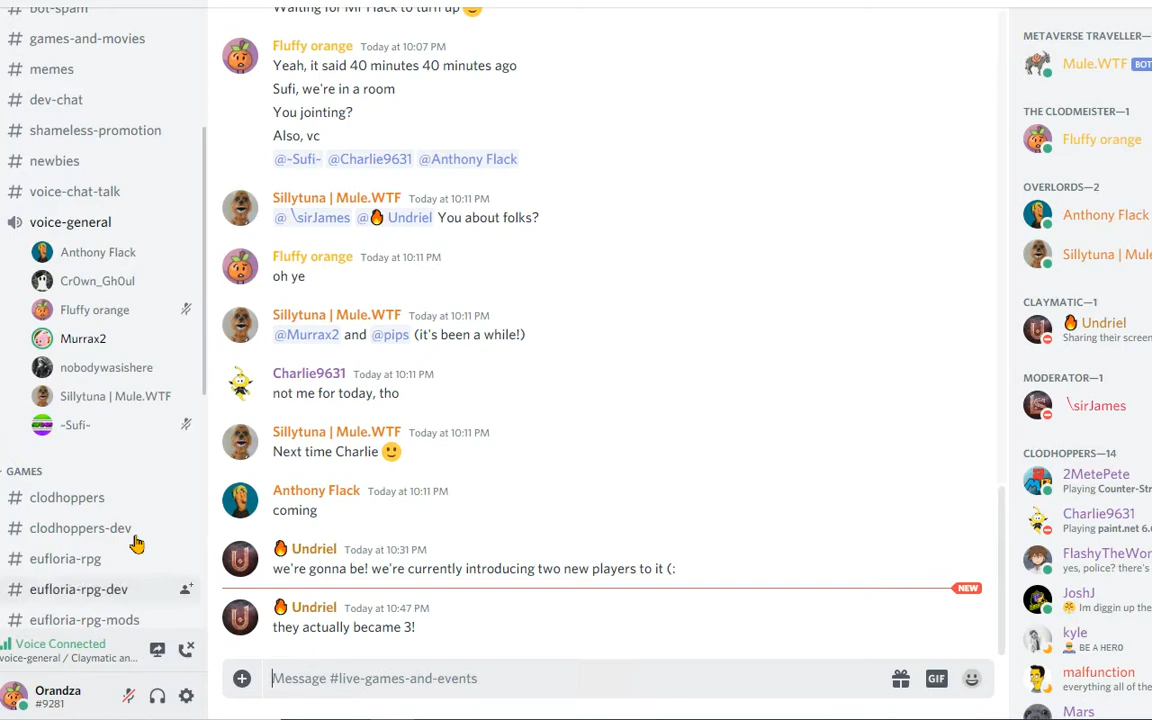 bot-spam
games-and-movies
memes
dev-chat
shameless-promotion
newbies
voice-chat-talk
voice-general
Anthony Flack
Cr0wn_Gh0ul
Fluffy orange
Murrax2
nobodywasishere
Sillytuna | Mule.WTF
~Sufi~
GAMES
clodhoppers
clodhoppers-dev
eufloria-rpg
eufloria-rpg-dev
eufloria-rpg-mods
Voice Connected
voice-general / Claymatic an...
Orandza
#9281
Waiting for Mr Flack to turn up
Fluffy orange Today at 10:07 PM
Yeah, it said 40 minutes 40 minutes ago
Sufi, we're in a room
You jointing?
Also, vc
@~Sufi~ @Charlie9631 @Anthony Flack
Sillytuna | Mule.WTF Today at 10:11 PM
@ \sirJames @🔥 Undriel You about folks?
Fluffy orange Today at 10:11 PM
oh ye
Sillytuna | Mule.WTF Today at 10:11 PM
@Murrax2 and @pips (it's been a while!)
Charlie9631 Today at 10:11 PM
not me for today, tho
Sillytuna | Mule.WTF Today at 10:11 PM
Next time Charlie 🙂
Anthony Flack Today at 10:11 PM
coming
🔥 Undriel Today at 10:31 PM
we're gonna be! we're currently introducing two new players to it (:
NEW
🔥 Undriel Today at 10:47 PM
they actually became 3!
Message #live-games-and-events
GIF
METAVERSE TRAVELLER—
Mule.WTF BOT
THE CLODMEISTER—1
Fluffy orange
OVERLORDS—2
Anthony Flack
Sillytuna | Mule
CLAYMATIC—1
🔥 Undriel
Sharing their screen
MODERATOR—1
\sirJames
CLODHOPPERS—14
2MetePete
Playing Counter-Str
Charlie9631
Playing paint.net 6.
FlashyTheWor
yes, police? there's
JoshJ
Im diggin up the
kyle
BE A HERO
malfunction
everything all of the
Mars